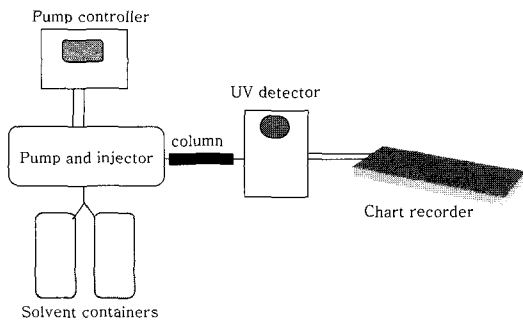 Pump controller
UV detector
column
Pump and injector
Chart recorder
Solvent containers